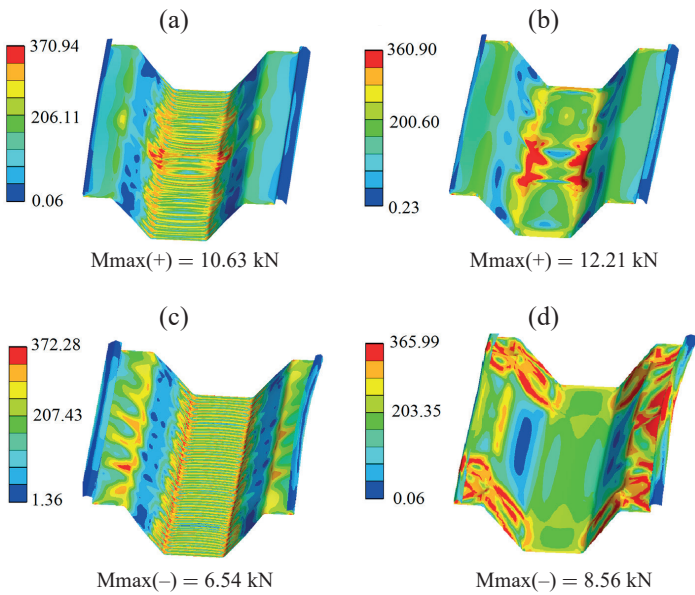 (a)
370.94
206.11
0.06
Mmax(+) = 10.63 kN
(b)
360.90
200.60
0.23
Mmax(+) = 12.21 kN
(c)
372.28
207.43
1.36
Mmax(–) = 6.54 kN
(d)
365.99
203.35
0.06
Mmax(–) = 8.56 kN